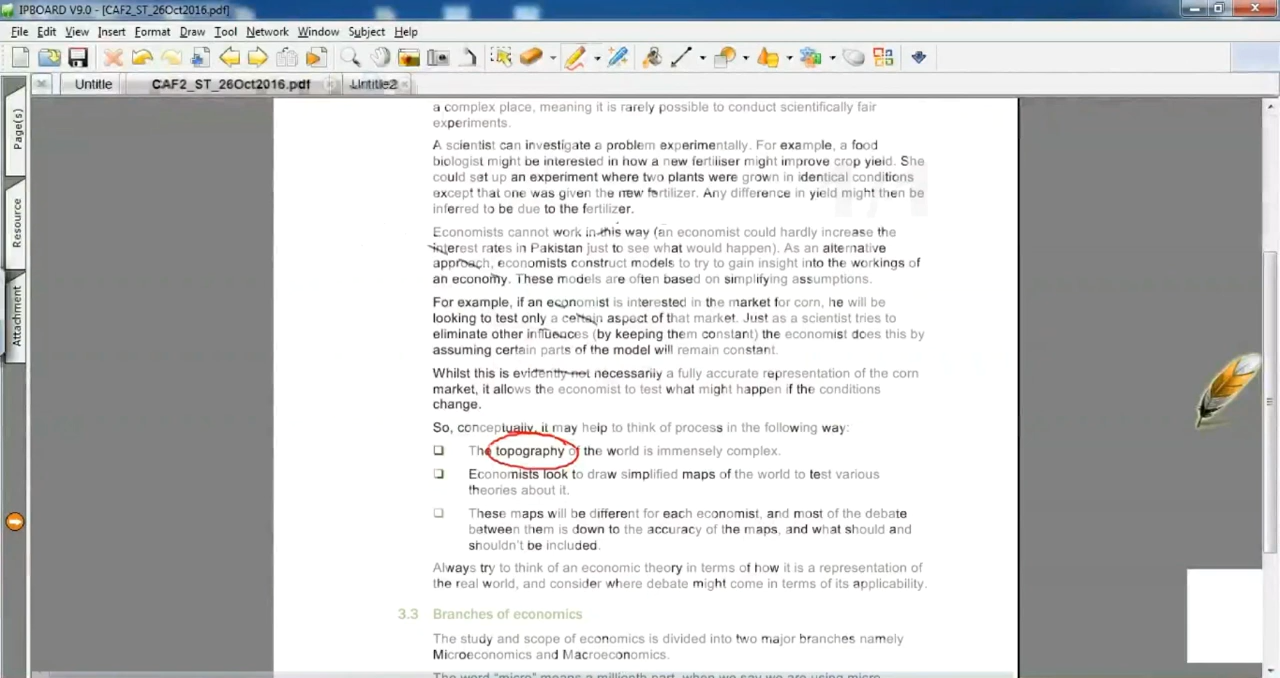 IPBOARD V9.0 - [CAF2_ST_26Oct2016.pdf]
File Edit View Insert Format Draw Tool Network Window Subject Help
Untitle CAF2_ST_26Oct2016.pdf Untitle2
Page(s)
Resource
Attachment
a complex place, meaning it is rarely possible to conduct scientifically fair
experiments.
A scientist can investigate a problem experimentally. For example, a food
biologist might be interested in how a new fertiliser might improve crop yield. She
could set up an experiment where two plants were grown in identical conditions
except that one was given the new fertilizer. Any difference in yield might then be
inferred to be due to the fertilizer.
Economists cannot work in this way (an economist could hardly increase the
interest rates in Pakistan just to see what would happen). As an alternative
approach, economists construct models to try to gain insight into the workings of
an economy. These models are often based on simplifying assumptions.
For example, if an economist is interested in the market for corn, he will be
looking to test only a certain aspect of that market. Just as a scientist tries to
eliminate other influences (by keeping them constant) the economist does this by
assuming certain parts of the model will remain constant.
Whilst this is evidently not necessarily a fully accurate representation of the corn
market, it allows the economist to test what might happen if the conditions
change.
So, conceptually, it may help to think of process in the following way:
The topography of the world is immensely complex.
Economists look to draw simplified maps of the world to test various
theories about it.
These maps will be different for each economist, and most of the debate
between them is down to the accuracy of the maps, and what should and
shouldn't be included.
Always try to think of an economic theory in terms of how it is a representation of
the real world, and consider where debate might come in terms of its applicability.
3.3 Branches of economics
The study and scope of economics is divided into two major branches namely
Microeconomics and Macroeconomics.
The word "micro" means a millionth part, when we say we are using micro